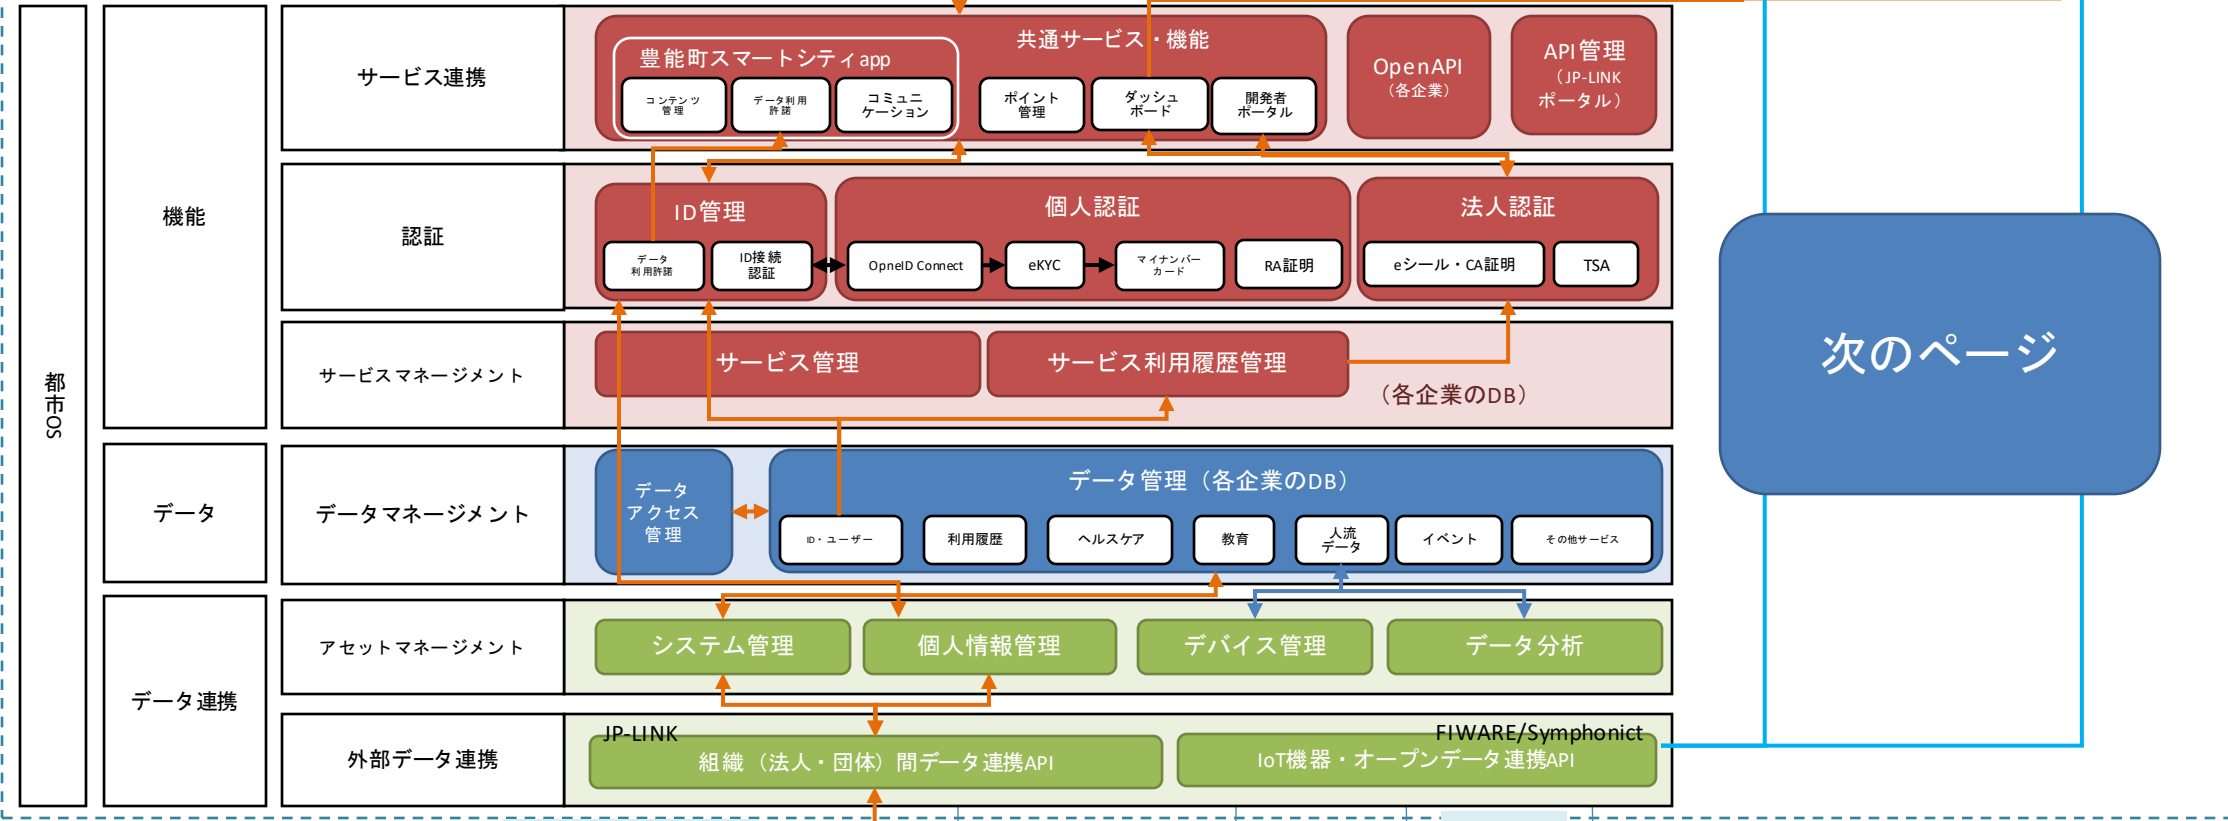 都市OS
機能
サービス連携
共通サービス・機能
豊能町スマートシティapp
コンテンツ
管理
データ利用
許諾
コミュニ
ケーション
ポイント
管理
ダッシュ
ボード
開発者
ポータル
OpenAPI
（各企業）
API管理
（JP-LINK
ポータル）
認証
ID管理
データ
利用許諾
ID接続
認証
個人認証
OpneID Connect
eKYC
マイナンバー
カード
RA証明
法人認証
eシール・CA証明
TSA
サービスマネージメント
サービス管理
サービス利用履歴管理
（各企業のDB）
次のページ
データ
データマネージメント
データ
アクセス
管理
データ管理（各企業のDB）
ID・ユーザー
利用履歴
ヘルスケア
教育
人流
データ
イベント
その他サービス
データ連携
アセットマネージメント
システム管理
個人情報管理
デバイス管理
データ分析
外部データ連携
JP-LINK
組織（法人・団体）間データ連携API
FIWARE/Symphonict
IoT機器・オープンデータ連携API